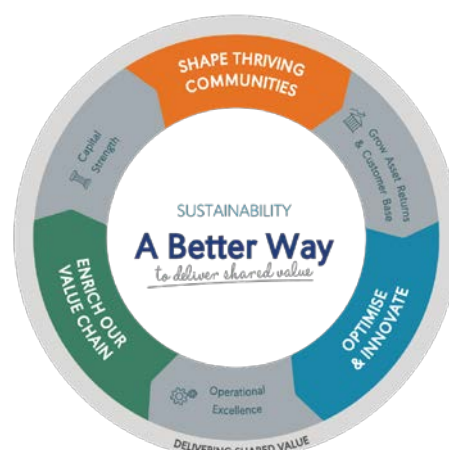 SHAPE THRIVING
COMMUNITIES
Grow Asset Returns
& Customer Base
OPTIMISE
& INNOVATE
Operational
Excellence
ENRICH OUR
VALUE CHAIN
Capital
Strength
SUSTAINABILITY
A Better Way
to deliver shared value
DELIVERING SHARED VALUE